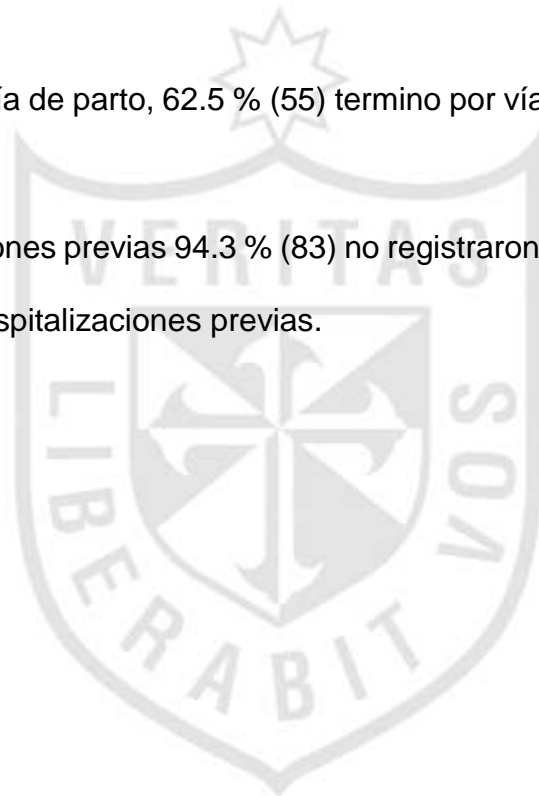 ía de parto, 62.5 % (55) termino por vía
VERITAS
ones previas 94.3 % (83) no registraron
spitalizaciones previas.
LIBERABIT VOS